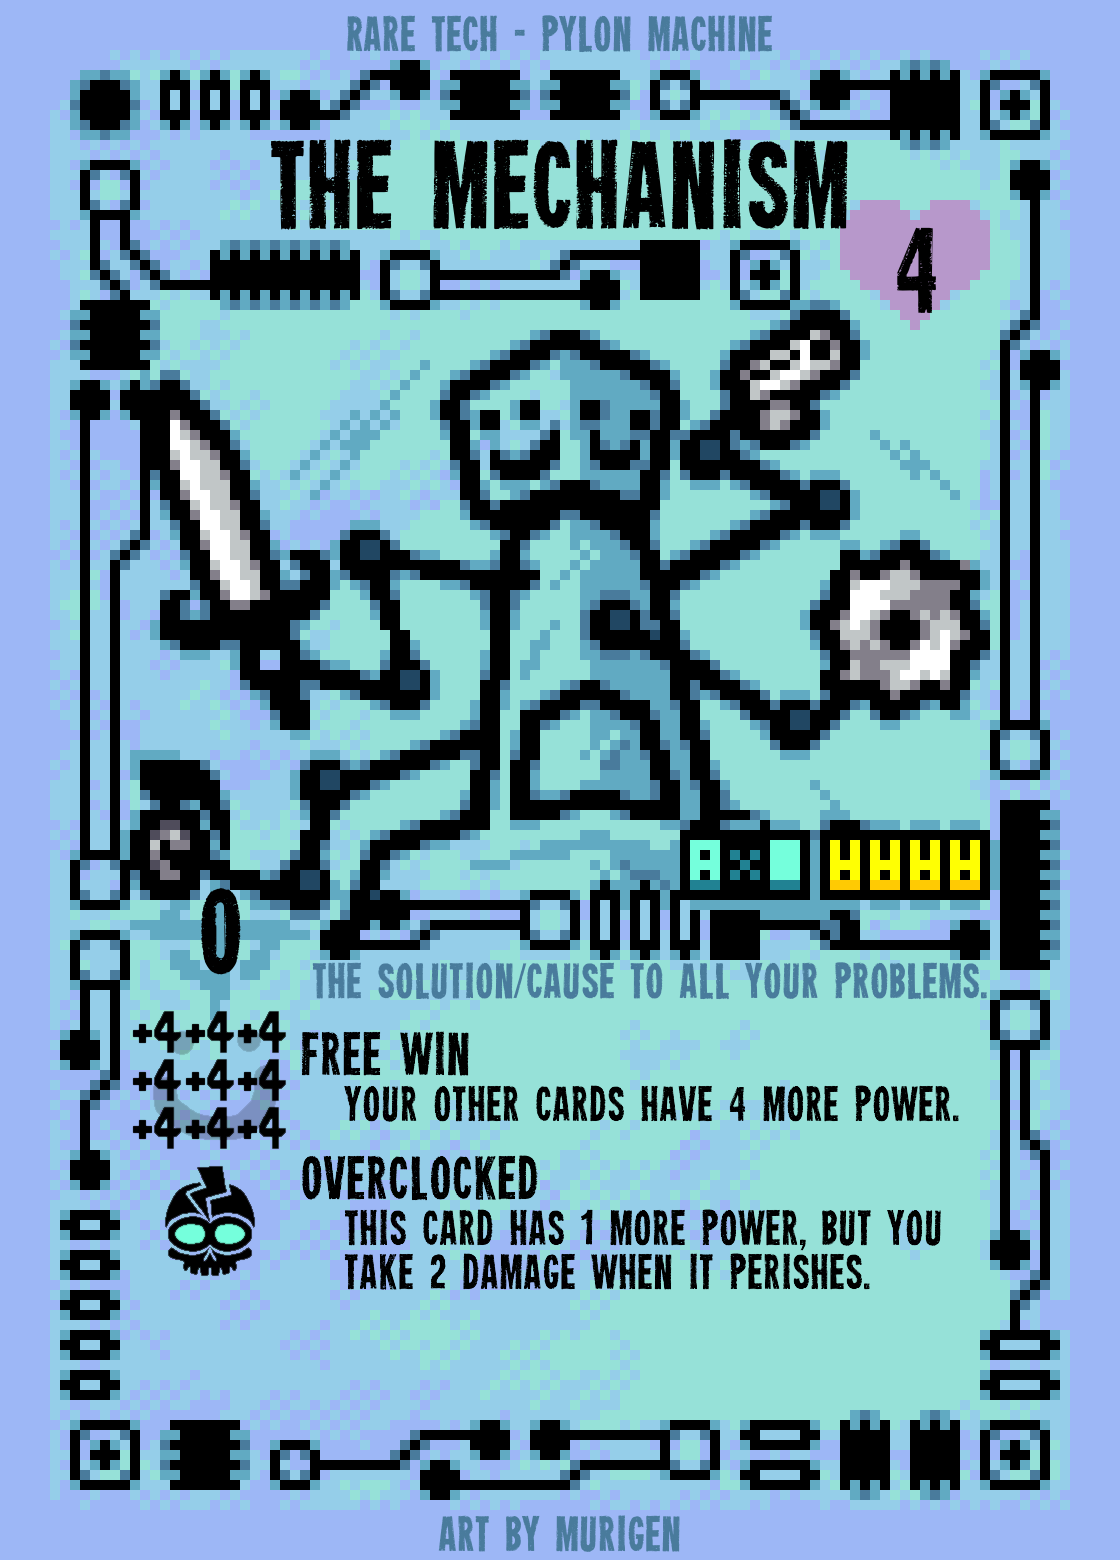 RARE TECH - PYLON MACHINE
THE MECHANISM
4
0
THE SOLUTION/CAUSE TO ALL YOUR PROBLEMS.
+4+4+4
+4+4+4
+4+4+4
FREE WIN
YOUR OTHER CARDS HAVE 4 MORE POWER.
OVERCLOCKED
THIS CARD HAS 1 MORE POWER, BUT YOU
TAKE 2 DAMAGE WHEN IT PERISHES.
ART BY MURIGEN